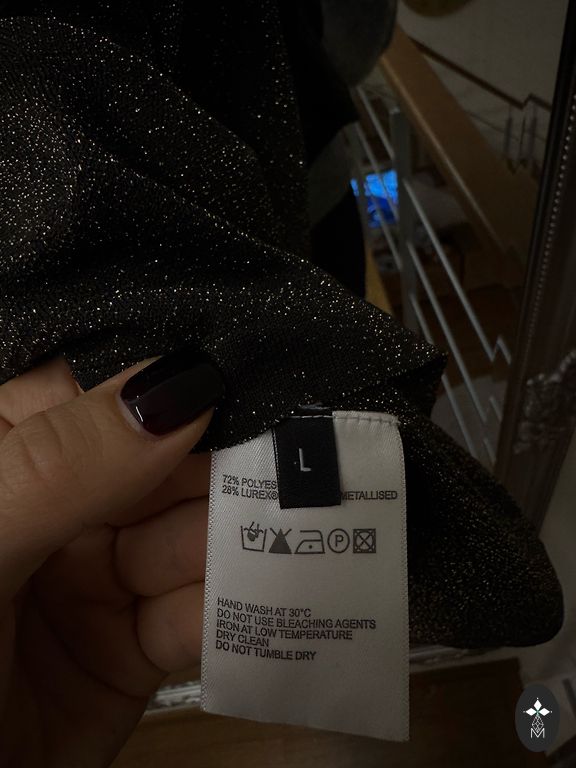 L
72%
28% LUREX® METALLISED
P
HAND WASH AT 30°C
DO NOT USE BLEACHING AGENTS
IRON AT LOW TEMPERATURE
DRY CLEAN
DO NOT TUMBLE DRY
M